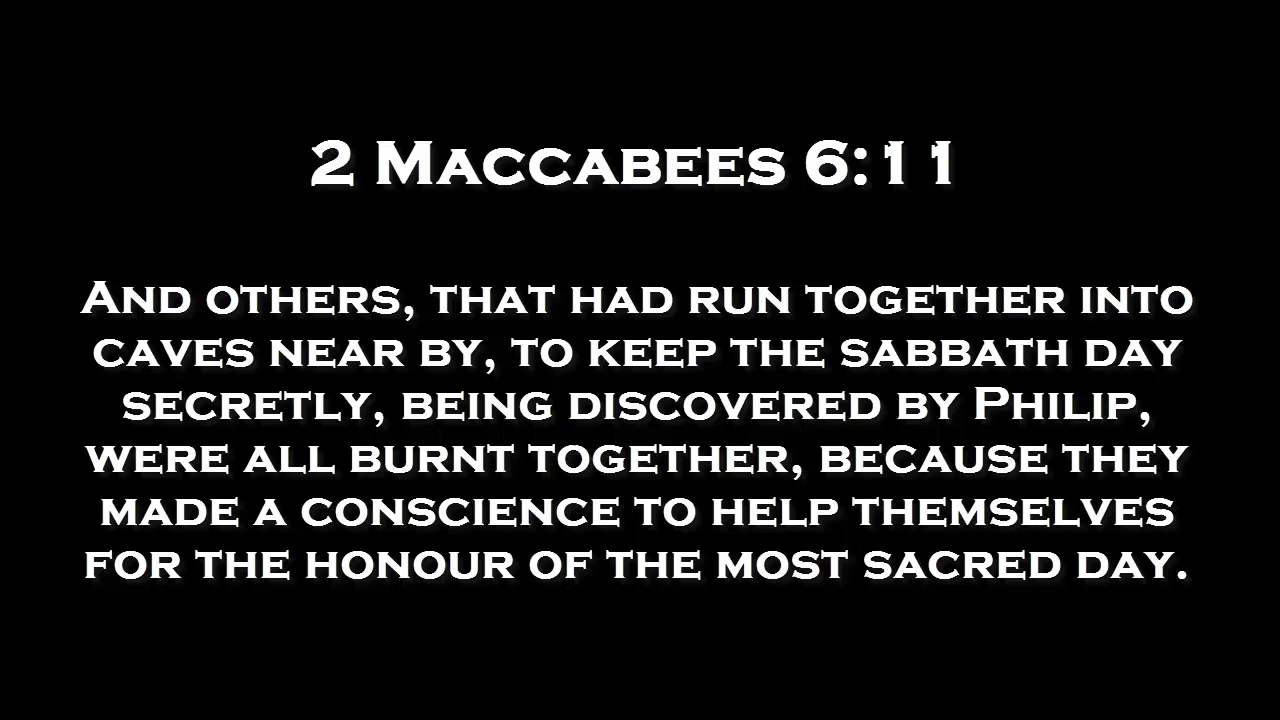 2 Maccabees 6:11
And others, that had run together into
caves near by, to keep the sabbath day
secretly, being discovered by Philip,
were all burnt together, because they
made a conscience to help themselves
for the honour of the most sacred day.